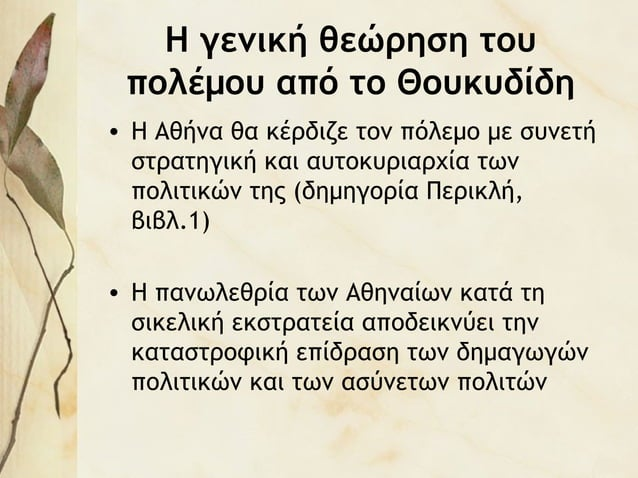 Η γενική θεώρηση του
πολέμου από το Θουκυδίδη
• Η Αθήνα θα κέρδιζε τον πόλεμο με συνετή
στρατηγική και αυτοκυριαρχία των
πολιτικών της (δημηγορία Περικλή,
βιβλ.1)
• Η πανωλεθρία των Αθηναίων κατά τη
σικελική εκστρατεία αποδεικνύει την
καταστροφική επίδραση των δημαγωγών
πολιτικών και των ασύνετων πολιτών